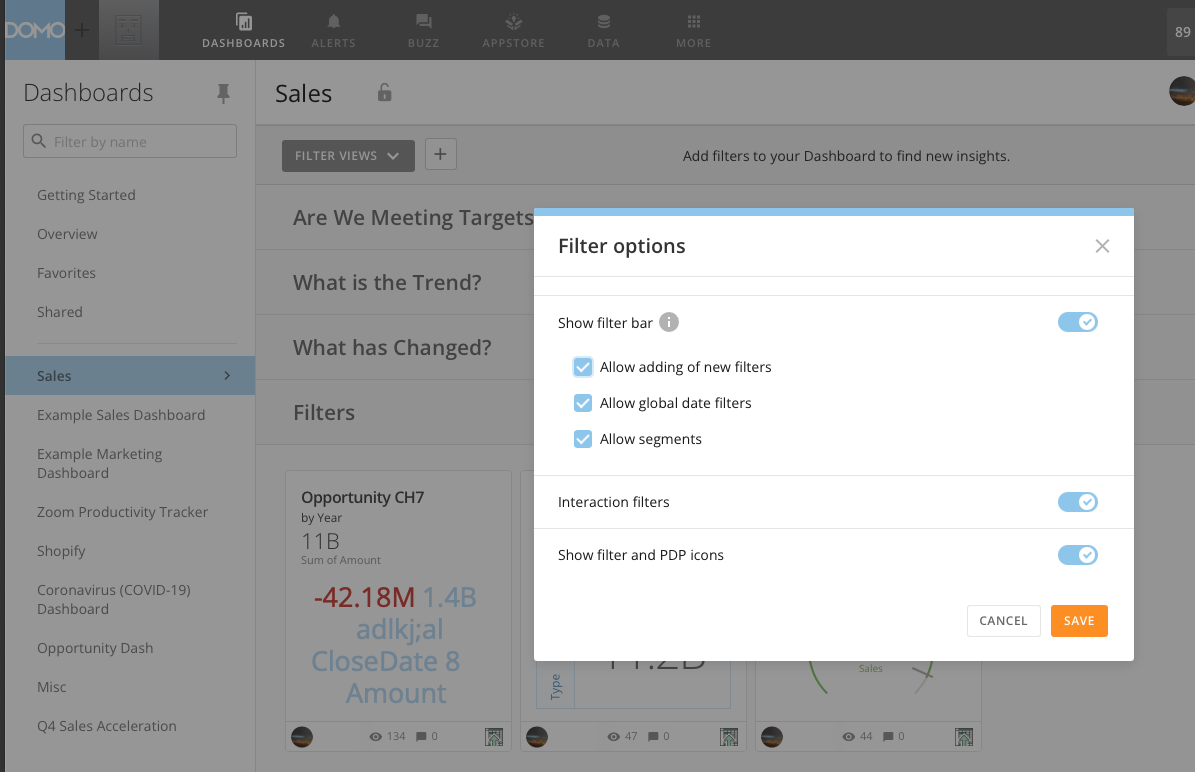 DOMO
DASHBOARDS
ALERTS
BUZZ
APPSTORE
DATA
MORE
89
Dashboards
Sales
Filter by name
FILTER VIEWS
Add filters to your Dashboard to find new insights.
Getting Started
Overview
Favorites
Shared
Sales
Example Sales Dashboard
Example Marketing
Dashboard
Zoom Productivity Tracker
Shopify
Coronavirus (COVID-19)
Dashboard
Opportunity Dash
Misc
Q4 Sales Acceleration
Are We Meeting Targets
What is the Trend?
What has Changed?
Filters
Filter options
Show filter bar
Allow adding of new filters
Allow global date filters
Allow segments
Interaction filters
Show filter and PDP icons
CANCEL
SAVE
Opportunity CH7
by Year
11B
Sum of Amount
-42.18M 1.4B
adlkj;al
CloseDate 8
Amount
134
0
Type
47
0
Sales
44
0